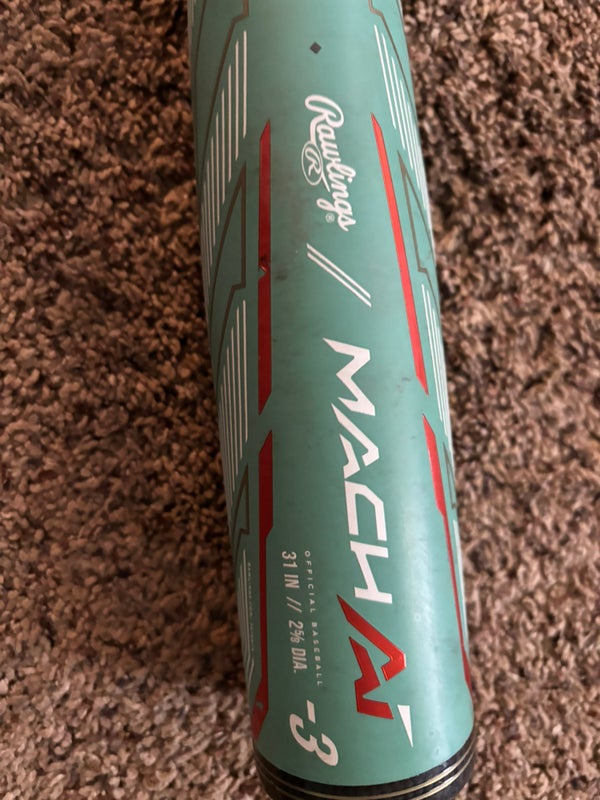 Rawlings®
R
// MACH AI
OFFICIAL BASEBALL
31 IN // 2⅝ DIA.
-3